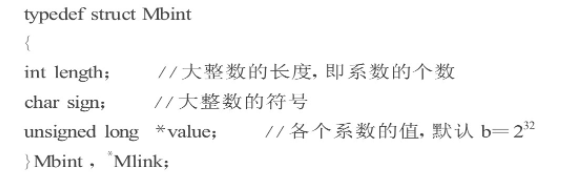 typedef struct Mbint
{
int length; //大整数的长度,即系数的个数
char sign; //大整数的符号
unsigned long *value; //各个系数的值,默认 b=2³²
}Mbint , *Mlink;